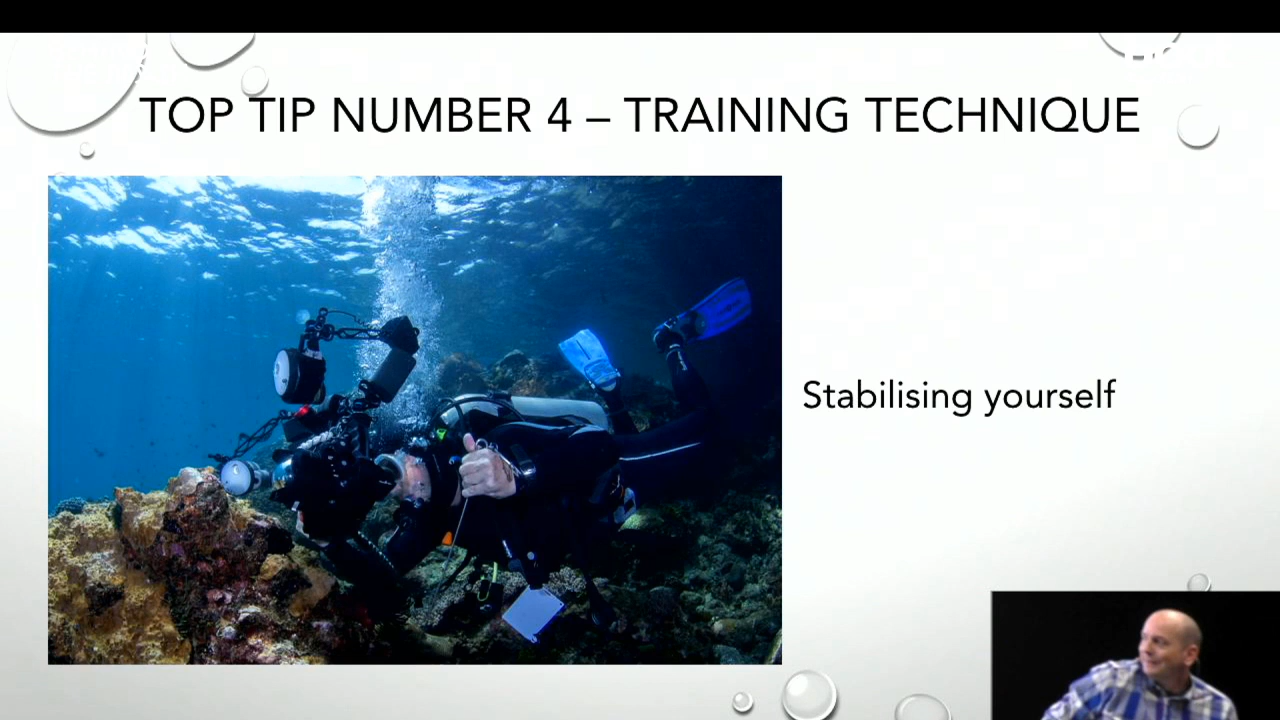 TOP TIP NUMBER 4 – TRAINING TECHNIQUE
Stabilising yourself